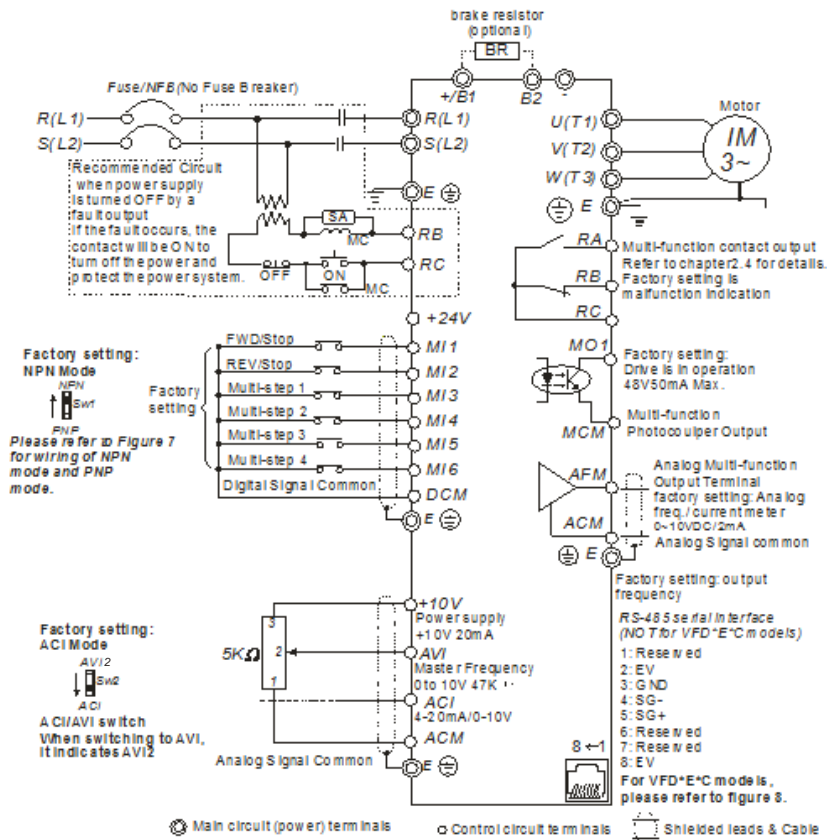 brake resistor
(optional)
BR
+/B1
B2
-
Fuse/NFB(No Fuse Breaker)
R(L1)
S(L2)
R(L1)
S(L2)
E
Recommended Circuit
when power supply
is turned OFF by a
fault output
If the fault occurs, the
contact will be ON to
turn off the power and
protect the power system.
SA
MC
OFF
ON
MC
RB
RC
U(T1)
V(T2)
W(T3)
E
Motor
IM
3~
RA
RB
RC
Multi-function contact output
Refer to chapter2.4 for details.
Factory setting is
malfunction indication
+24V
Factory setting:
NPN Mode
NPN
Sw1
PNP
Please refer to Figure 7
for wiring of NPN
mode and PNP
mode.
Factory
setting
FWD/Stop
MI1
REV/Stop
MI2
Multi-step 1
MI3
Multi-step 2
MI4
Multi-step 3
MI5
Multi-step 4
MI6
Digital Signal Common
DCM
E
MO1
Factory setting:
Drive is in operation
48V50mA Max.
MCM
Multi-function
Photocoulper Output
AFM
ACM
E
Analog Multi-function
Output Terminal
factory setting: Analog
freq./ current meter
0~10VDC/2mA
Analog Signal common
Factory setting: output
frequency
Factory setting:
ACI Mode
AVI2
Sw2
ACI
ACI/AVI switch
When switching to AVI,
it indicates AVI2
5KΩ
3
2
1
+10V
Power supply
+10V 20mA
AVI
Master Frequency
0 to 10V 47K
ACI
4-20mA/0-10V
ACM
Analog Signal Common
E
RS-485 serial interface
(NOT for VFD*E*C models)
1: Reserved
2: EV
3: GND
4: SG-
5: SG+
6: Reserved
7: Reserved
8: EV
For VFD*E*C models,
please refer to figure 8.
8←1
Main circuit (power) terminals
Control circuit terminals
Shielded leads & Cable